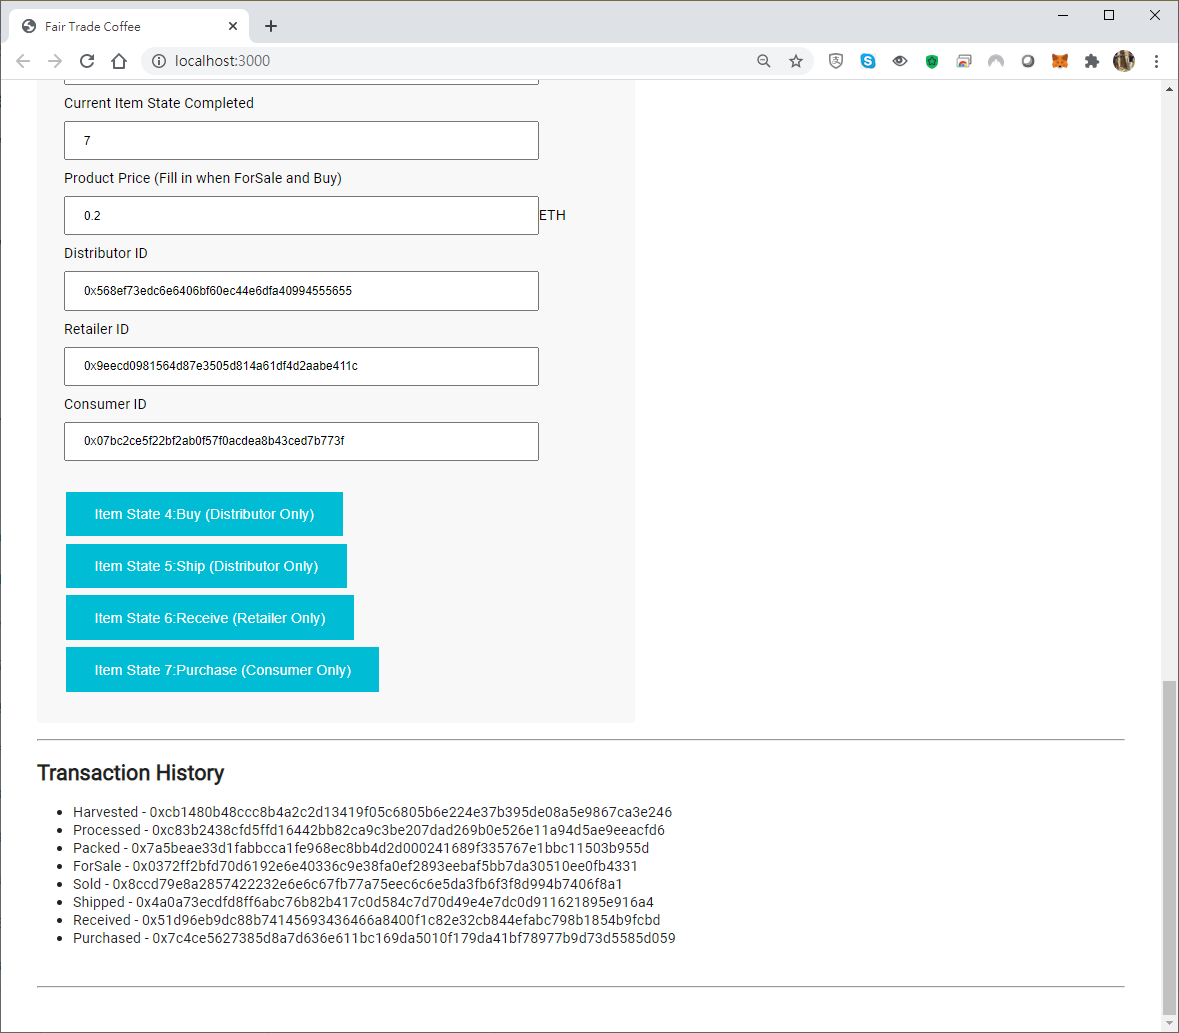 Fair Trade Coffee
localhost:3000
Current Item State Completed
7
Product Price (Fill in when ForSale and Buy)
0.2
ETH
Distributor ID
0x568ef73edc6e6406bf60ec44e6dfa40994555655
Retailer ID
0x9eecd0981564d87e3505d814a61df4d2aabe411c
Consumer ID
0x07bc2ce5f22bf2ab0f57f0acdea8b43ced7b773f
Item State 4:Buy (Distributor Only)
Item State 5:Ship (Distributor Only)
Item State 6:Receive (Retailer Only)
Item State 7:Purchase (Consumer Only)
Transaction History
Harvested - 0xcb1480b48ccc8b4a2c2d13419f05c6805b6e224e37b395de08a5e9867ca3e246
Processed - 0xc83b2438cfd5ffd16442bb82ca9c3be207dad269b0e526e11a94d5ae9eeacfd6
Packed - 0x7a5beae33d1fabbcca1fe968ec8bb4d2d000241689f335767e1bbc11503b955d
ForSale - 0x0372ff2bfd70d6192e6e40336c9e38fa0ef2893eebaf5bb7da30510ee0fb4331
Sold - 0x8ccd79e8a2857422232e6e6c67fb77a75eec6c6e5da3fb6f3f8d994b7406f8a1
Shipped - 0x4a0a73ecdfd8ff6abc76b82b417c0d584c7d70d49e4e7dc0d911621895e916a4
Received - 0x51d96eb9dc88b74145693436466a8400f1c82e32cb844efabc798b1854b9fcbd
Purchased - 0x7c4ce5627385d8a7d636e611bc169da5010f179da41bf78977b9d73d5585d059